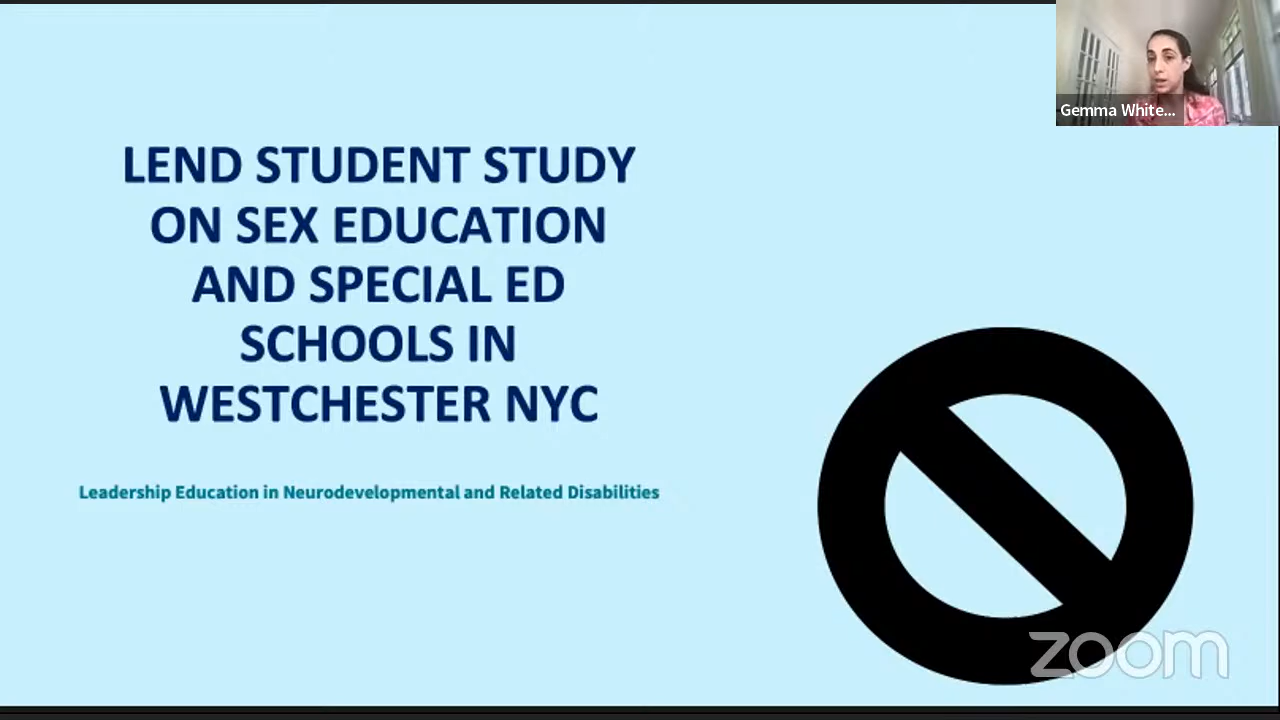 Gemma White...
LEND STUDENT STUDY
ON SEX EDUCATION
AND SPECIAL ED
SCHOOLS IN
WESTCHESTER NYC
Leadership Education in Neurodevelopmental and Related Disabilities
zoom